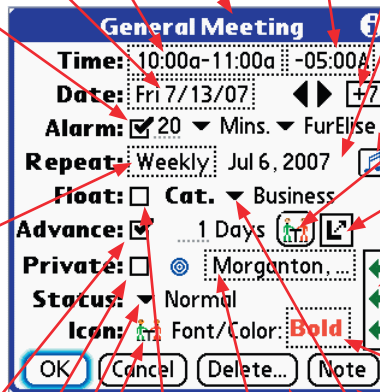 General Meeting i
Time: 10:00a-11:00a -05:00A
Date: Fri 7/13/07 +7
Alarm: 20 Mins. FurElise
Repeat: Weekly Jul 6, 2007
Float: Cat. Business
Advance: 1 Days
Private: Morganton, ...
Status: Normal
Icon: Font/Color: Bold
OK Cancel Delete... Note